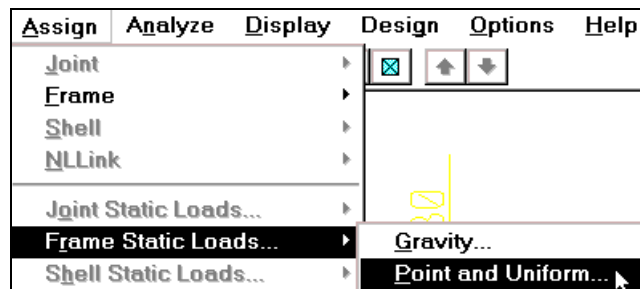 Assign Analyze Display Design Options Help
Joint
Frame
Shell
NLLink
Joint Static Loads...
Frame Static Loads...
Gravity...
Shell Static Loads...
Point and Uniform...